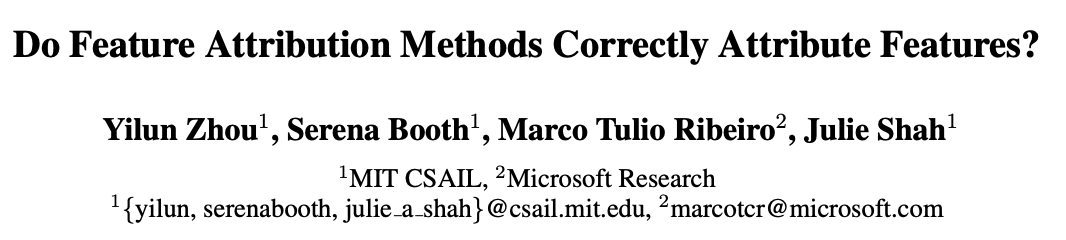 Do Feature Attribution Methods Correctly Attribute Features?
Yilun Zhou¹, Serena Booth¹, Marco Tulio Ribeiro², Julie Shah¹
¹MIT CSAIL, ²Microsoft Research
¹{yilun, serenabooth, julie_a_shah}@csail.mit.edu, ²marcotcr@microsoft.com